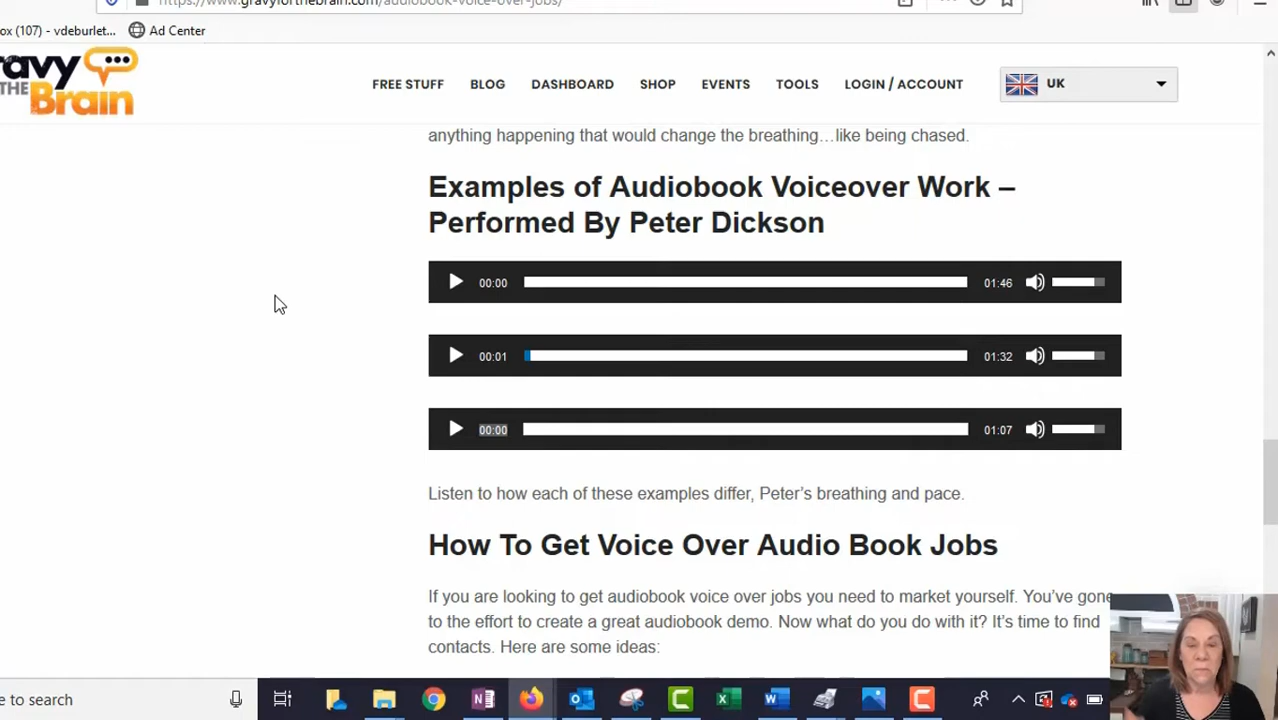 https://www.gravyforthebrain.com/audiobook-voice-over-jobs/
ox (107) - vdeburlet...
Ad Center
avy
THE Brain
FREE STUFF
BLOG
DASHBOARD
SHOP
EVENTS
TOOLS
LOGIN / ACCOUNT
UK
anything happening that would change the breathing…like being chased.
Examples of Audiobook Voiceover Work –
Performed By Peter Dickson
00:00
01:46
00:01
01:32
00:00
01:07
Listen to how each of these examples differ, Peter's breathing and pace.
How To Get Voice Over Audio Book Jobs
If you are looking to get audiobook voice over jobs you need to market yourself. You've gone
to the effort to create a great audiobook demo. Now what do you do with it? It's time to find
contacts. Here are some ideas:
e to search